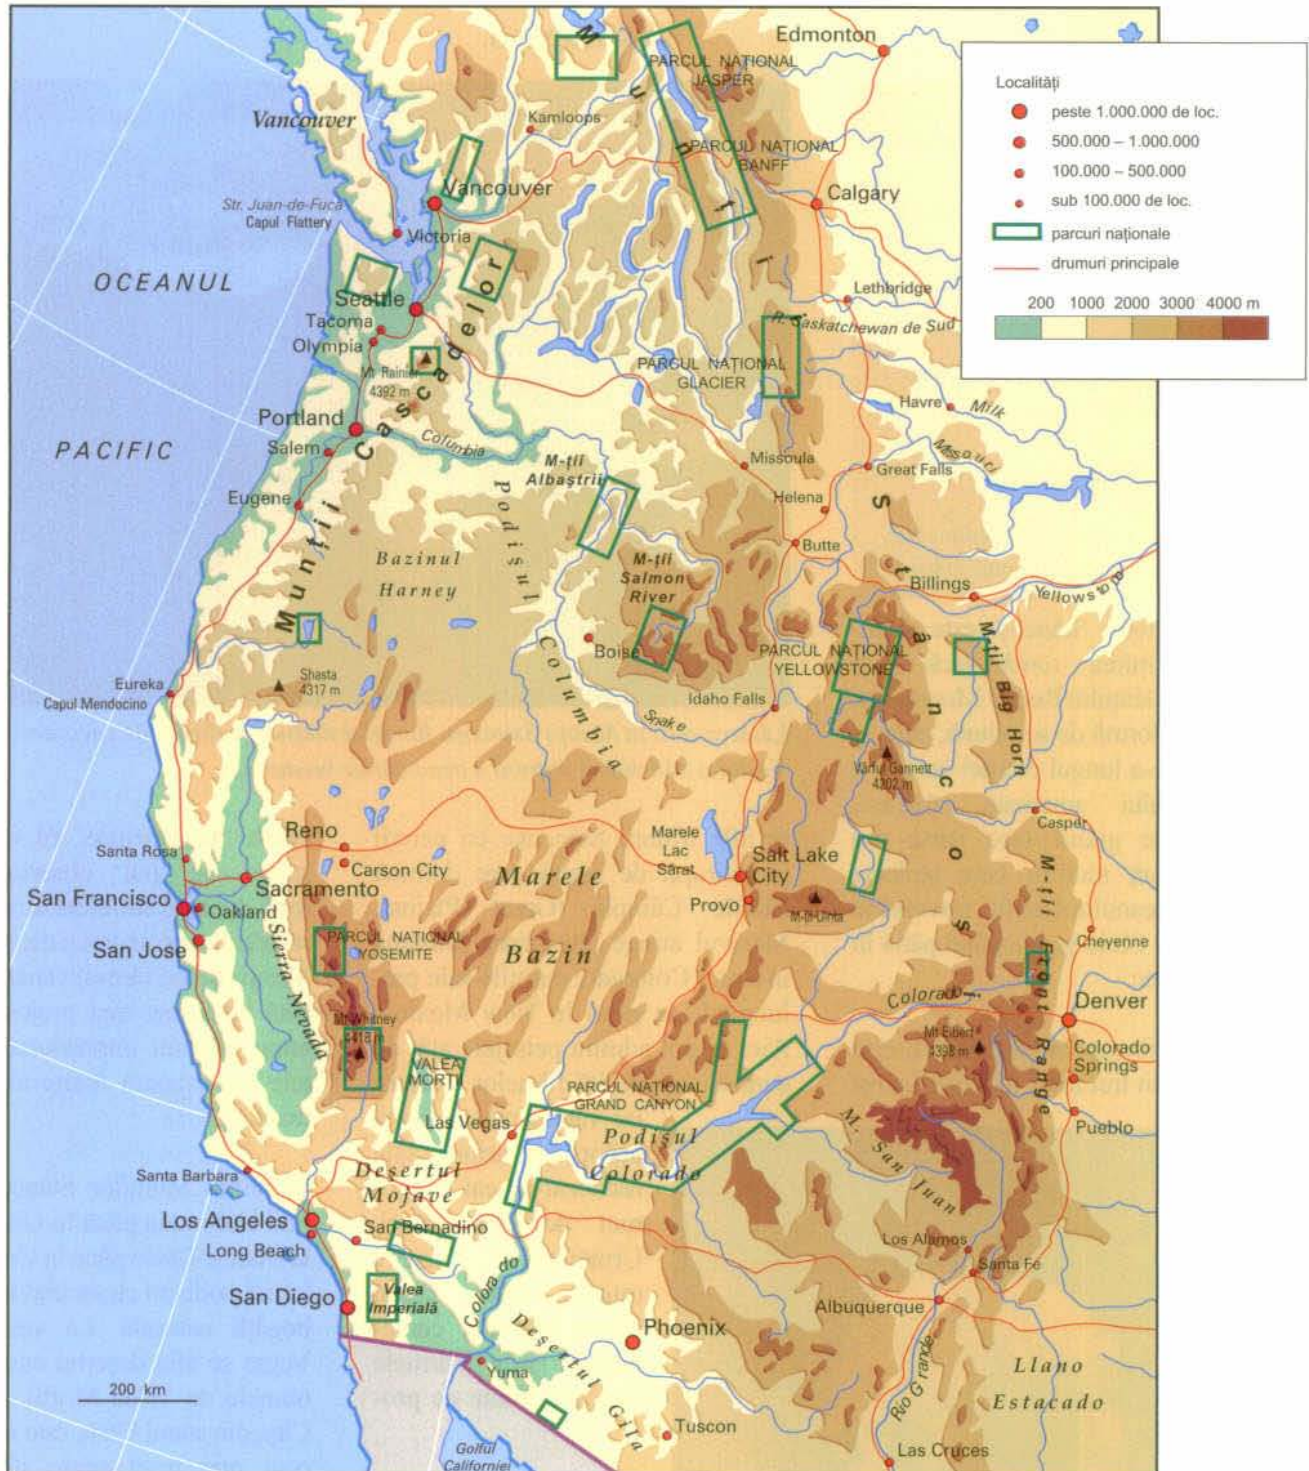 Edmonton
PARCUL NAȚIONAL
JASPER
Kamloops
Vancouver
PARCUL NAȚIONAL
BANFF
Vancouver
Calgary
Str. Juan-de-Fuca
Capul Flattery
Victoria
OCEANUL
PACIFIC
Seattle
Tacoma
Olympia
Mt Rainier
4392 m
Lethbridge
R. Saskatchewan de Sud
PARCUL NAȚIONAL
GLACIER
Havre
Milk
Portland
Salem
Columbia
Eugene
Munții Cascadelor
M-ții
Albaștrii
Missoula
Missouri
Great Falls
Helena
Butte
Podișul
Columbia
Bazinul
Harney
M-ții
Salmon
River
Billings
Yellowstone
Munții
Stâncoși
Boise
PARCUL NAȚIONAL
YELLOWSTONE
M-ții Big Horn
Shasta
4317 m
Eureka
Capul Mendocino
Idaho Falls
Snake
Vârful Gannett
4202 m
Casper
Reno
Carson City
Santa Rosa
Sacramento
San Francisco
Oakland
San Jose
Marele
Bazin
Marele
Lac
Sărat
Salt Lake
City
Provo
M-ții Uinta
M-ții Front Range
Cheyenne
Sierra Nevada
PARCUL NAȚIONAL
YOSEMITE
Mt Whitney
4418 m
Colorado
Denver
Mt Elbert
4398 m
Colorado
Springs
Pueblo
VALEA
MORȚII
Las Vegas
PARCUL NAȚIONAL
GRAND CANYON
Podișul
Colorado
M. San Juan
Santa Barbara
Deșertul
Mojave
Los Angeles
Long Beach
San Bernadino
Los Alamos
Santa Fé
San Diego
Valea
Imperială
Colorado
Albuquerque
Phoenix
Deșertul Gila
Yuma
Tuscon
Rio Grande
Llano
Estacado
Las Cruces
200 km
Golful
Californiei
Localități
peste 1.000.000 de loc.
500.000 – 1.000.000
100.000 – 500.000
sub 100.000 de loc.
parcuri naționale
drumuri principale
200 1000 2000 3000 4000 m